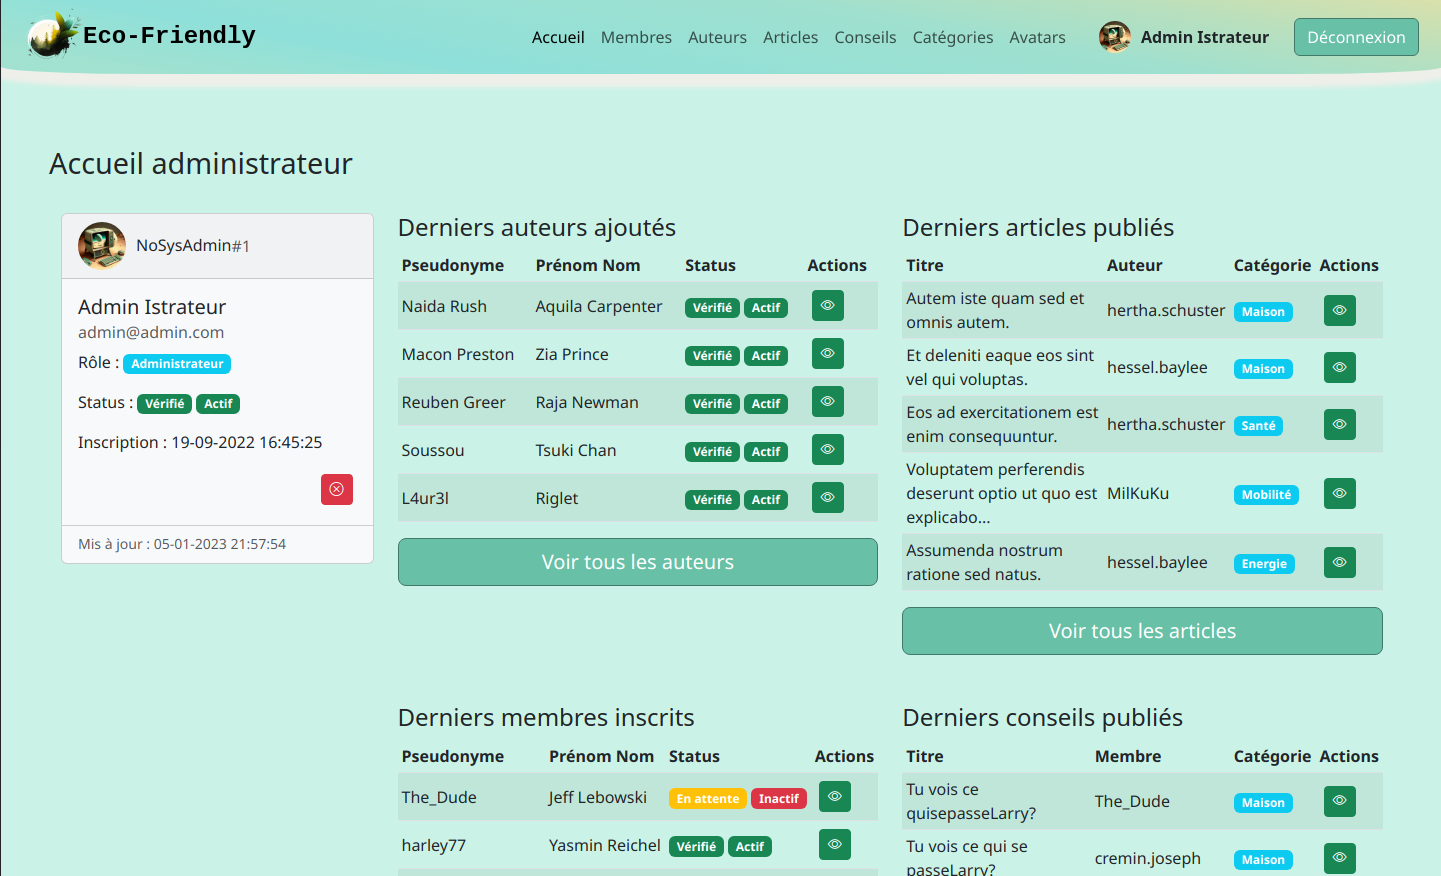 Eco-Friendly
Accueil Membres Auteurs Articles Conseils Catégories Avatars Admin Istrateur Déconnexion
Accueil administrateur
NoSysAdmin#1
Admin Istrateur
admin@admin.com
Rôle : Administrateur
Status : Vérifié Actif
Inscription : 19-09-2022 16:45:25
Mis à jour : 05-01-2023 21:57:54
Derniers auteurs ajoutés
Pseudonyme Prénom Nom Status Actions
Naida Rush Aquila Carpenter Vérifié Actif
Macon Preston Zia Prince Vérifié Actif
Reuben Greer Raja Newman Vérifié Actif
Soussou Tsuki Chan Vérifié Actif
L4ur3l Riglet Vérifié Actif
Voir tous les auteurs
Derniers articles publiés
Titre Auteur Catégorie Actions
Autem iste quam sed et
omnis autem.
hertha.schuster Maison
Et deleniti eaque eos sint
vel qui voluptas.
hessel.baylee Maison
Eos ad exercitationem est
enim consequuntur.
hertha.schuster Santé
Voluptatem perferendis
deserunt optio ut quo est
explicabo...
MilKuKu Mobilité
Assumenda nostrum
ratione sed natus.
hessel.baylee Energie
Voir tous les articles
Derniers membres inscrits
Pseudonyme Prénom Nom Status Actions
The_Dude Jeff Lebowski En attente Inactif
harley77 Yasmin Reichel Vérifié Actif
Derniers conseils publiés
Titre Membre Catégorie Actions
Tu vois ce
quisepasseLarry?
The_Dude Maison
Tu vois ce qui se
passeLarry?
cremin.joseph Maison